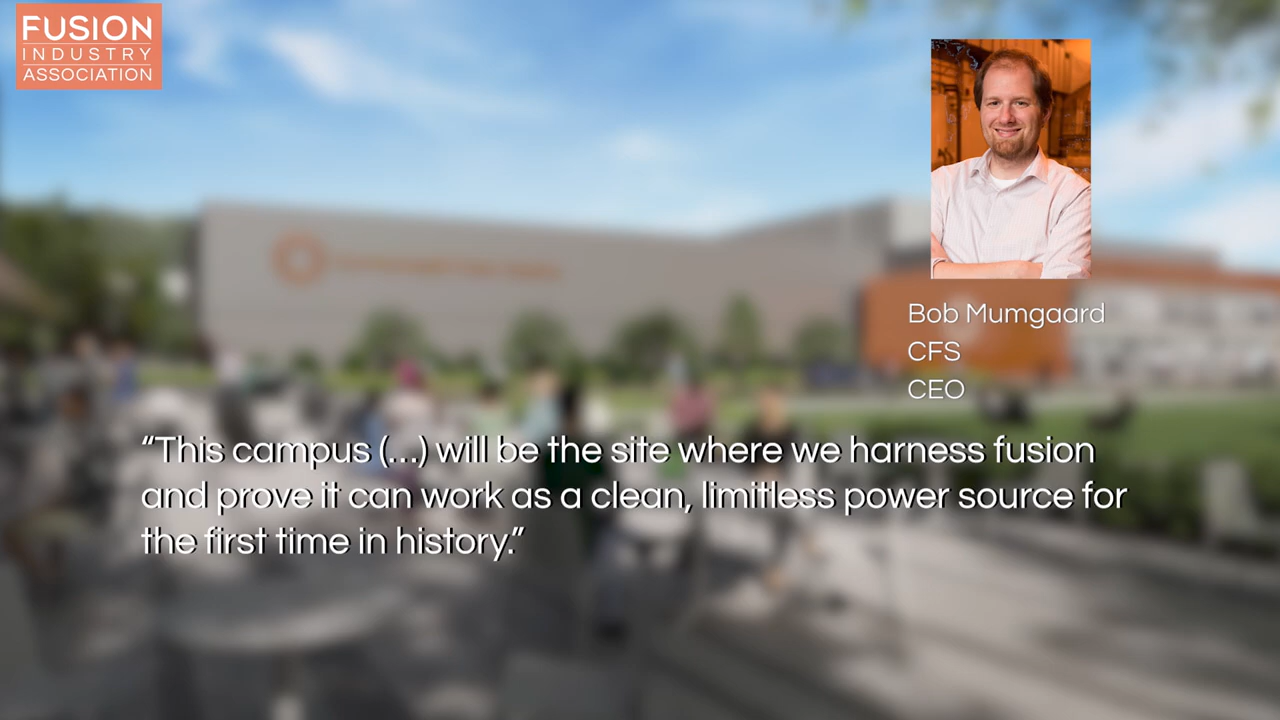 FUSION
INDUSTRY
ASSOCIATION
Bob Mumgaard
CFS
CEO
“This campus (...) will be the site where we harness fusion
and prove it can work as a clean, limitless power source for
the first time in history.”